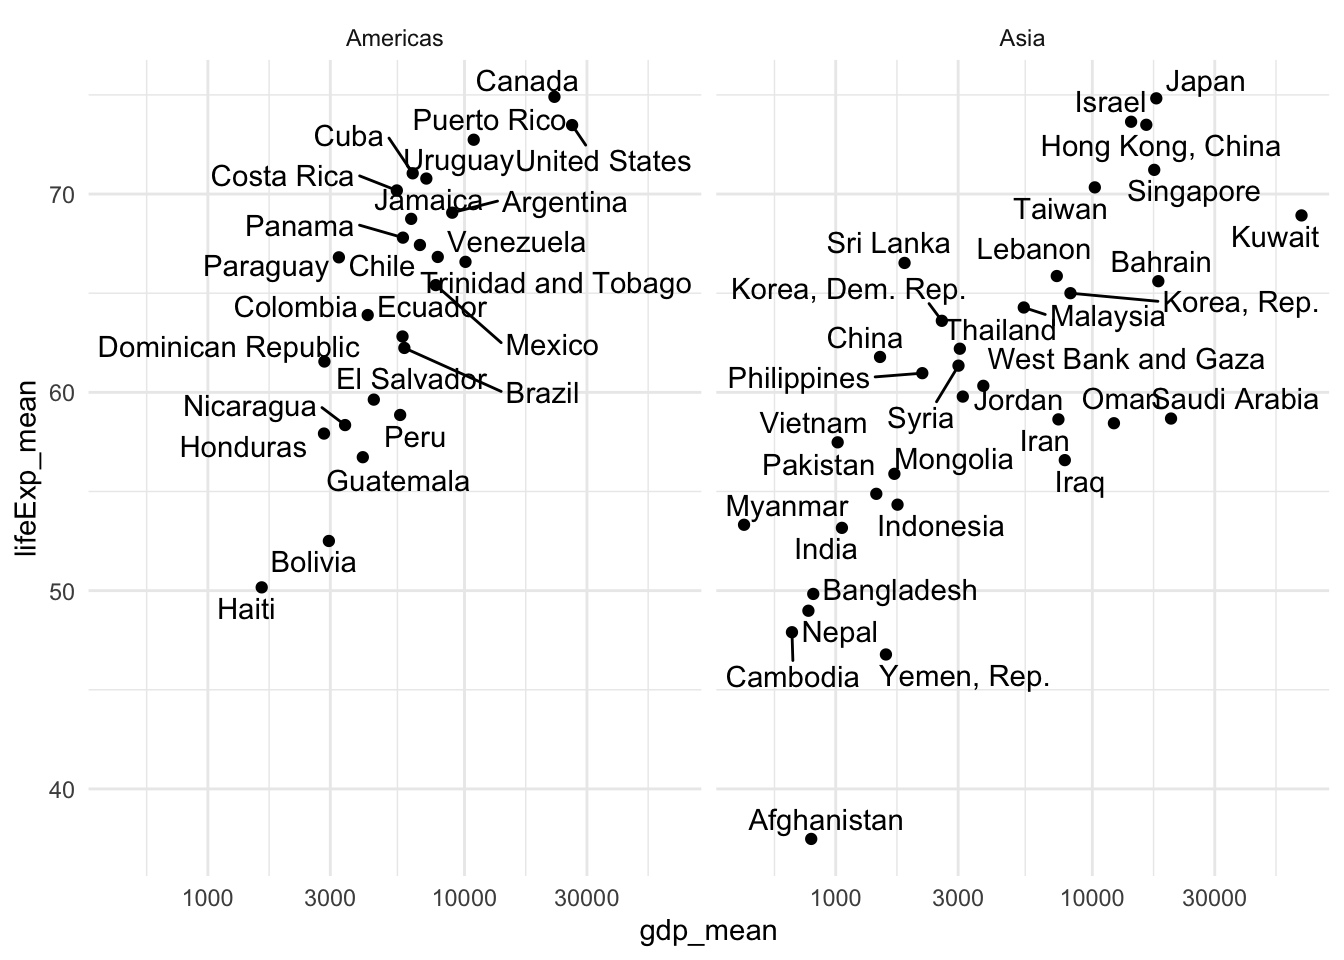 Americas
Asia
Canada
Puerto Rico
Cuba
Uruguay
United States
Costa Rica
Jamaica
Argentina
Panama
Venezuela
Paraguay
Chile
Trinidad and Tobago
Colombia
Ecuador
Dominican Republic
Mexico
El Salvador
Brazil
Nicaragua
Peru
Honduras
Guatemala
Bolivia
Haiti
Japan
Israel
Hong Kong, China
Singapore
Taiwan
Kuwait
Sri Lanka
Lebanon
Bahrain
Korea, Dem. Rep.
Korea, Rep.
Malaysia
Thailand
China
West Bank and Gaza
Philippines
Jordan
Oman
Saudi Arabia
Syria
Vietnam
Iran
Pakistan
Mongolia
Iraq
Myanmar
Indonesia
India
Bangladesh
Nepal
Cambodia
Yemen, Rep.
Afghanistan
70
60
50
40
lifeExp_mean
1000
3000
10000
30000
1000
3000
10000
30000
gdp_mean